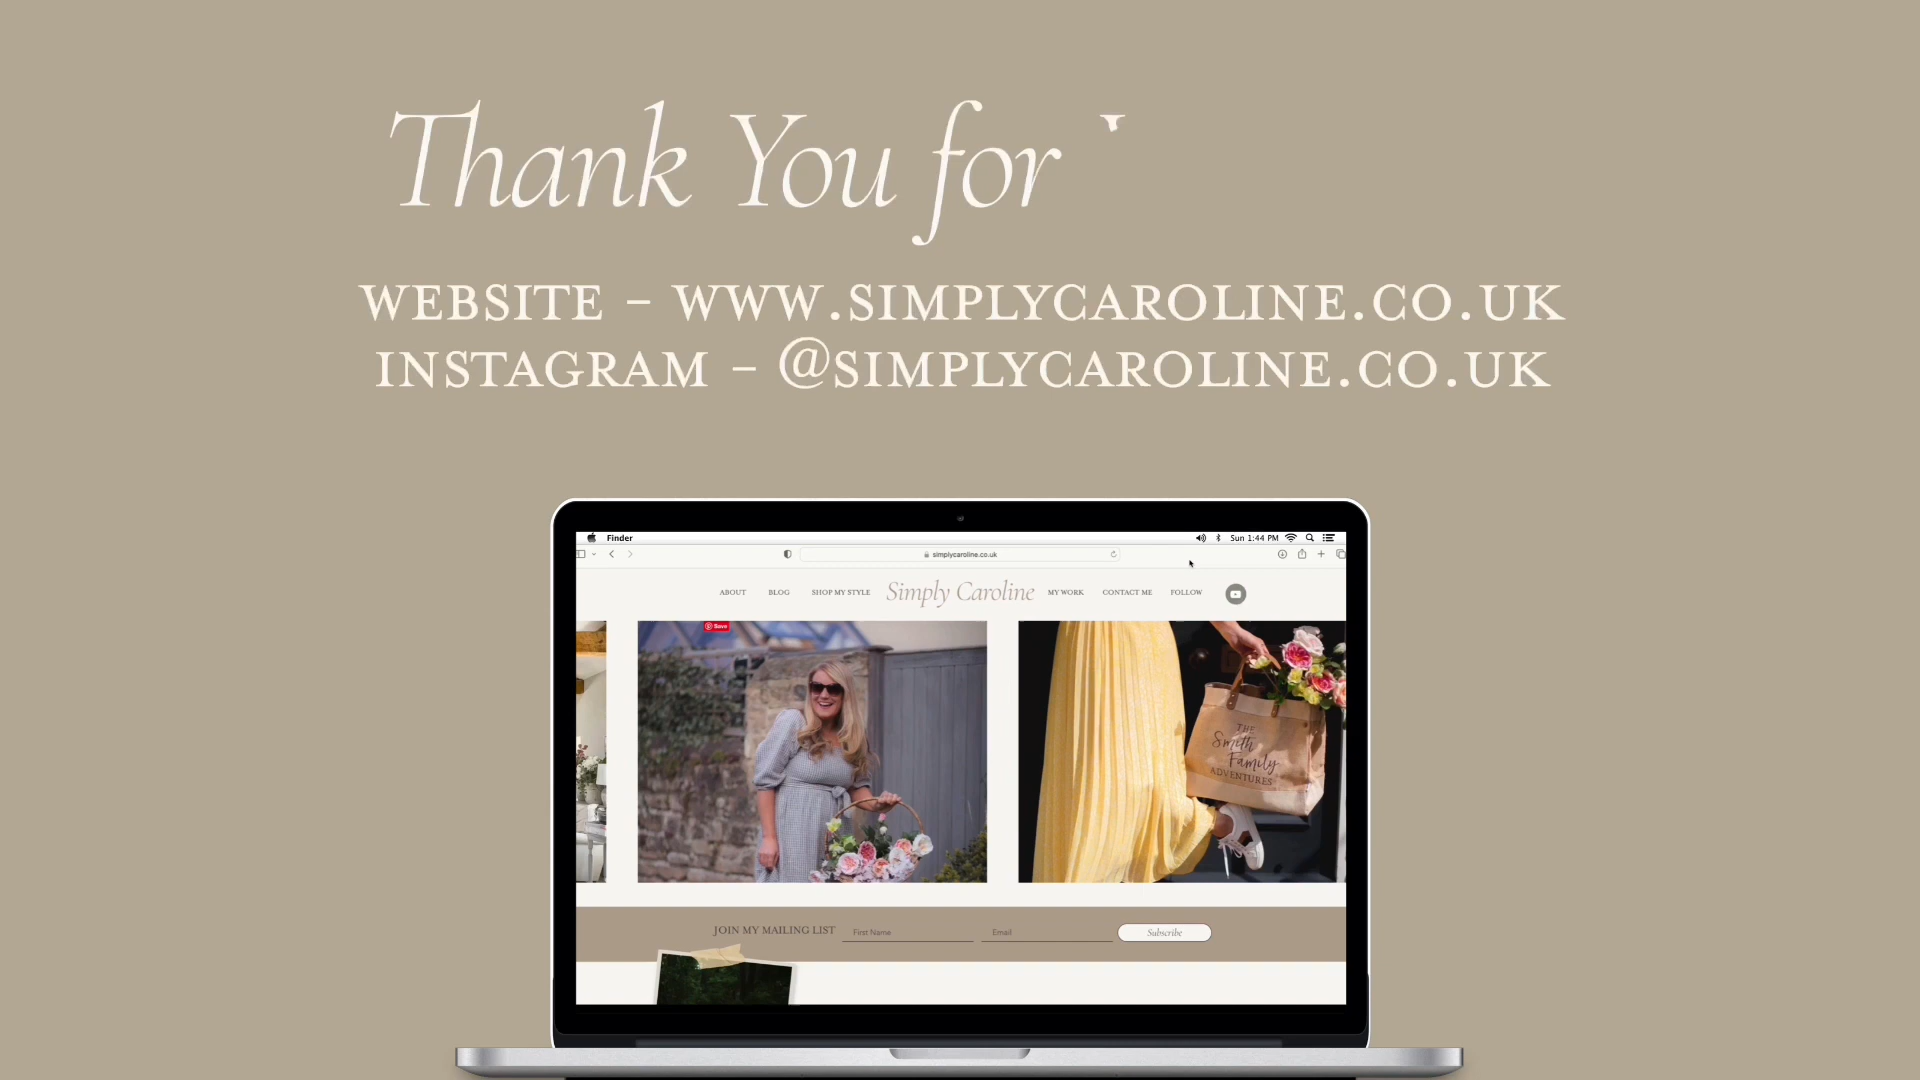 Thank You for
WEBSITE - WWW.SIMPLYCAROLINE.CO.UK
INSTAGRAM - @SIMPLYCAROLINE.CO.UK
Finder
Sun 1:44 PM
simplycaroline.co.uk
ABOUT BLOG SHOP MY STYLE Simply Caroline MY WORK CONTACT ME FOLLOW
Save
THE
Smith
Family
ADVENTURES
JOIN MY MAILING LIST First Name Email Subscribe